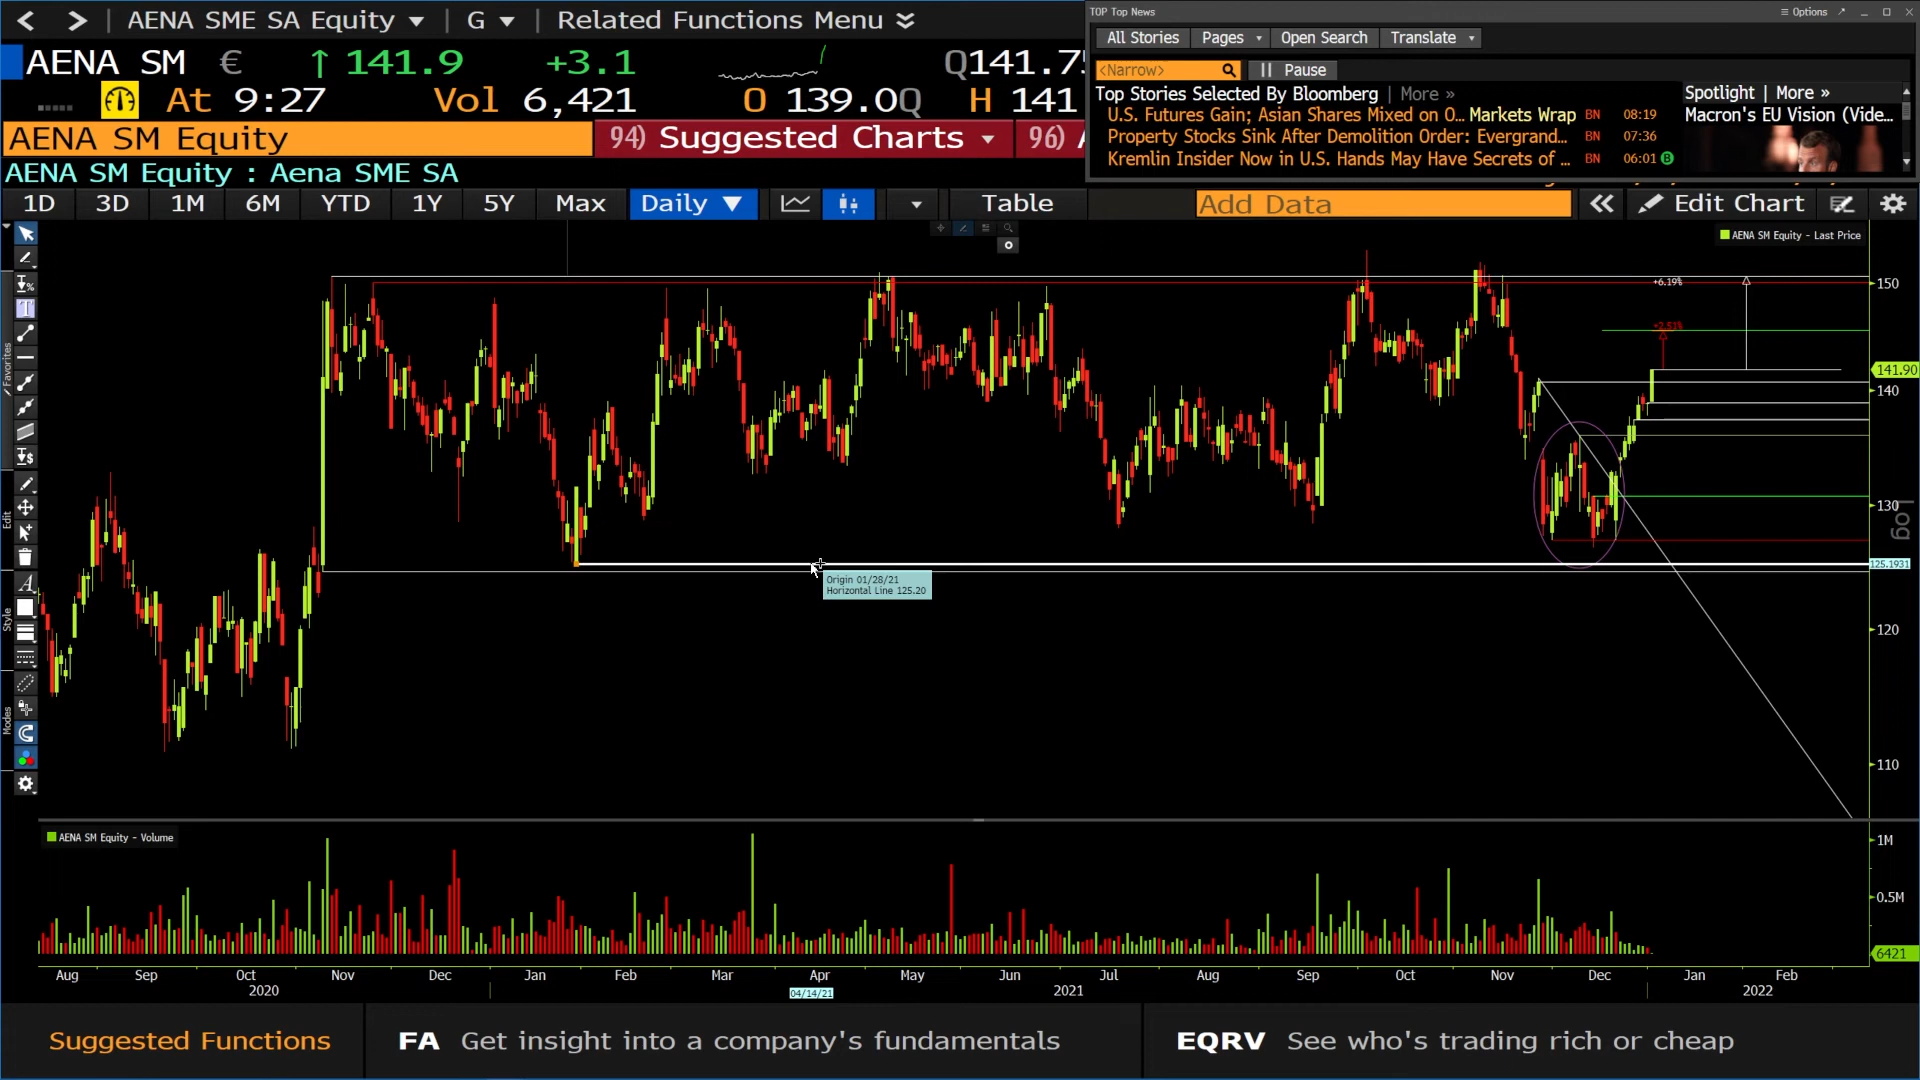 AENA SME SA Equity
G
Related Functions Menu
AENA SM € ↑ 141.9 +3.1 Q141.75
At 9:27 Vol 6,421 O 139.0Q H 141
AENA SM Equity
94) Suggested Charts
96)
AENA SM Equity : Aena SME SA
TOP Top News
Options
All Stories
Pages
Open Search
Translate
<Narrow>
Pause
Top Stories Selected By Bloomberg | More »
U.S. Futures Gain; Asian Shares Mixed on O... Markets Wrap BN 08:19
Property Stocks Sink After Demolition Order: Evergrand... BN 07:36
Kremlin Insider Now in U.S. Hands May Have Secrets of ... BN 06:01
Spotlight | More »
Macron's EU Vision (Vide...
1D 3D 1M 6M YTD 1Y 5Y Max Daily ▼ Table
Add Data
Edit Chart
AENA SM Equity - Last Price
+6.19%
+2.51%
150
141.90
140
130
125.1931
120
110
Log
Origin 01/28/21
Horizontal Line 125.20
Favorites
Edit
Style
Modes
AENA SM Equity - Volume
1M
0.5M
6421
Aug Sep Oct Nov Dec Jan Feb Mar Apr May Jun Jul Aug Sep Oct Nov Dec Jan Feb
2020 04/14/21 2021 2022
Suggested Functions
FA Get insight into a company's fundamentals
EQRV See who's trading rich or cheap